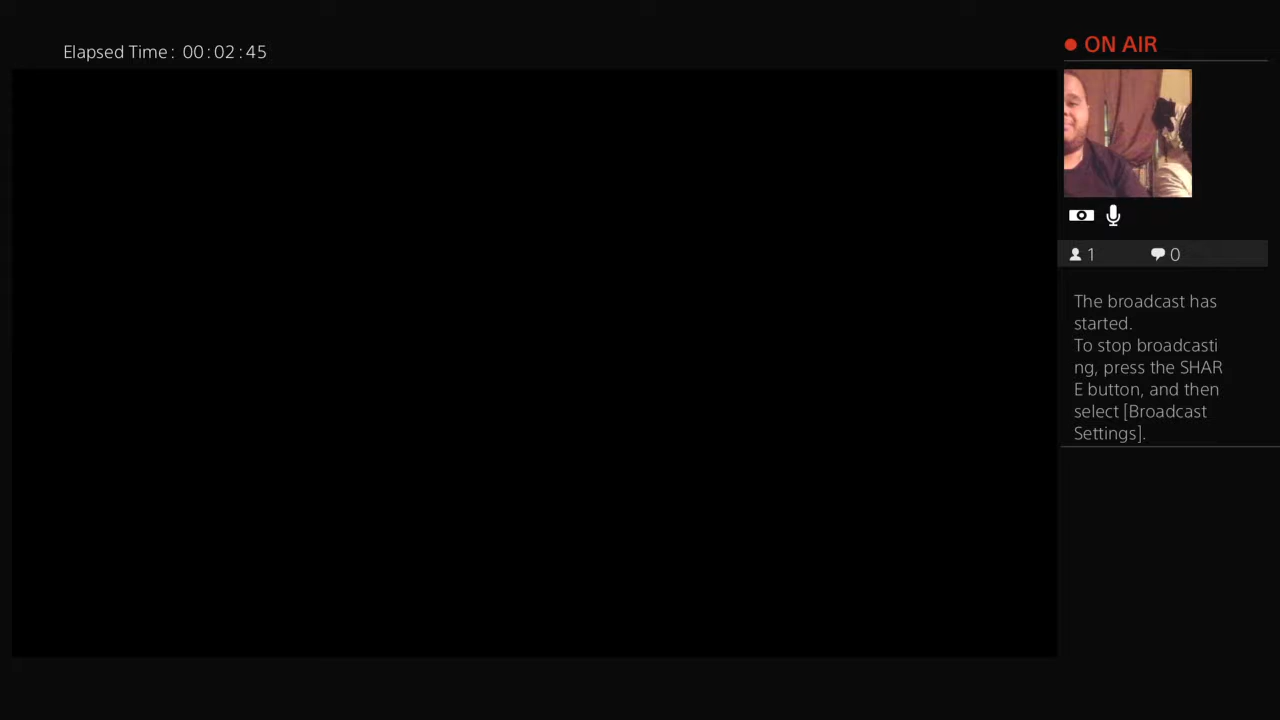 Elapsed Time: 00:02:45
ON AIR
1
0
The broadcast has
started.
To stop broadcasti
ng, press the SHAR
E button, and then
select [Broadcast
Settings].